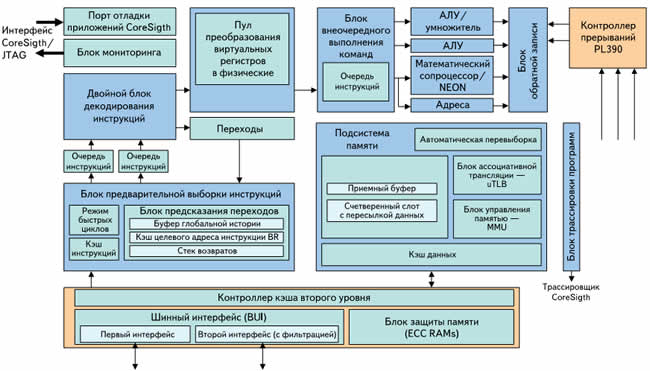 Интерфейс
CoreSigth/
JTAG
Порт отладки
приложений CoreSigth
Блок мониторинга
Пул
преобразования
виртуальных
регистров
в физические
Блок
внеочередного
выполнения
команд
Очередь
инструкций
АЛУ/
умножитель
АЛУ
Математический
сопроцессор/
NEON
Адреса
Блок
обратной записи
Контроллер
прерываний
PL390
Двойной блок
декодирования
инструкций
Переходы
Очередь
инструкций
Очередь
инструкций
Блок предварительной выборки инструкций
Режим
быстрых
циклов
Кэш
инструкций
Блок предсказания переходов
Буфер глобальной истории
Кэш целевого адреса инструкции BR
Стек возвратов
Подсистема
памяти
Автоматическая перевыборка
Приемный буфер
Счетверенный слот
с пересылкой данных
Блок ассоциативной
трансляции —
uTLB
Блок управления
памятью —
MMU
Кэш данных
Блок трассировки программ
Трассировщик
CoreSigth
Контроллер кэша второго уровня
Шинный интерфейс (BUI)
Первый интерфейс
Второй интерфейс (с фильтрацией)
Блок защиты памяти
(ECC RAMs)